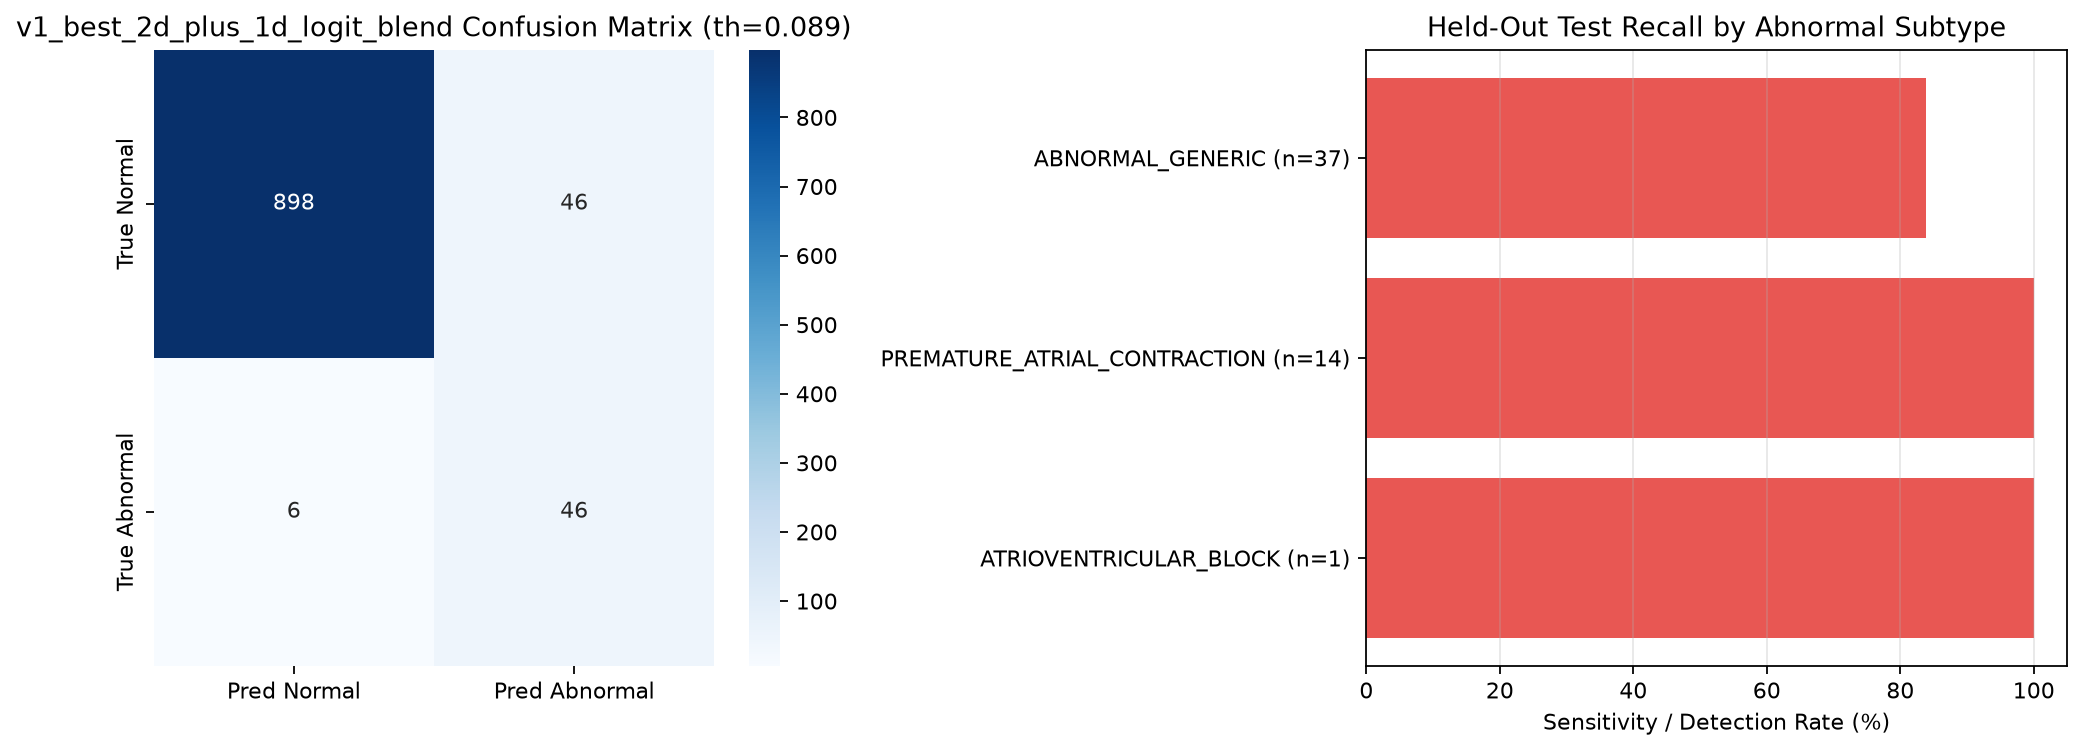 v1_best_2d_plus_1d_logit_blend Confusion Matrix (th=0.089)
True Normal
True Abnormal
898
46
6
46
Pred Normal
Pred Abnormal
800
700
600
500
400
300
200
100
Held-Out Test Recall by Abnormal Subtype
ABNORMAL_GENERIC (n=37)
PREMATURE_ATRIAL_CONTRACTION (n=14)
ATRIOVENTRICULAR_BLOCK (n=1)
0
20
40
60
80
100
Sensitivity / Detection Rate (%)